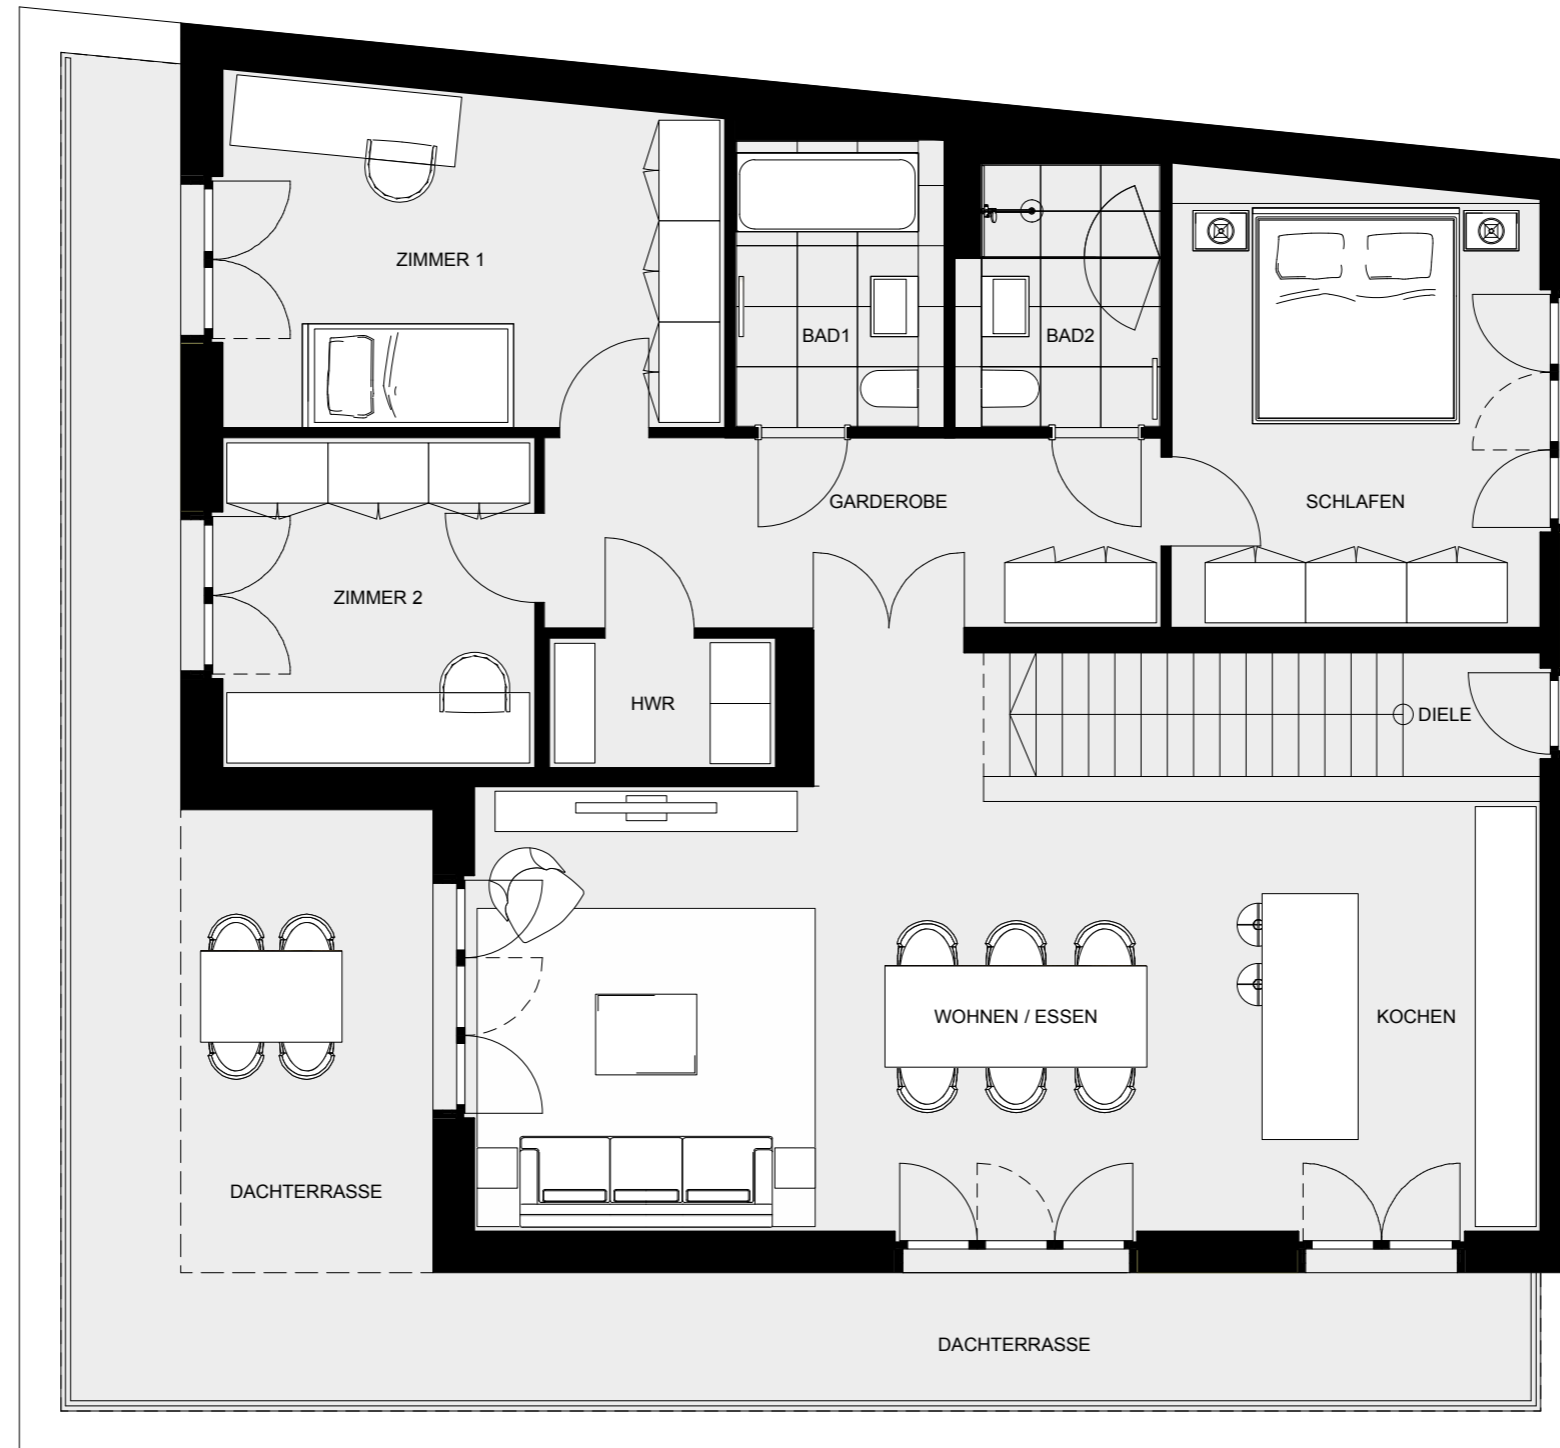 ZIMMER 1
BAD1
BAD2
GARDEROBE
SCHLAFEN
ZIMMER 2
HWR
DIELE
WOHNEN / ESSEN
KOCHEN
DACHTERRASSE
DACHTERRASSE